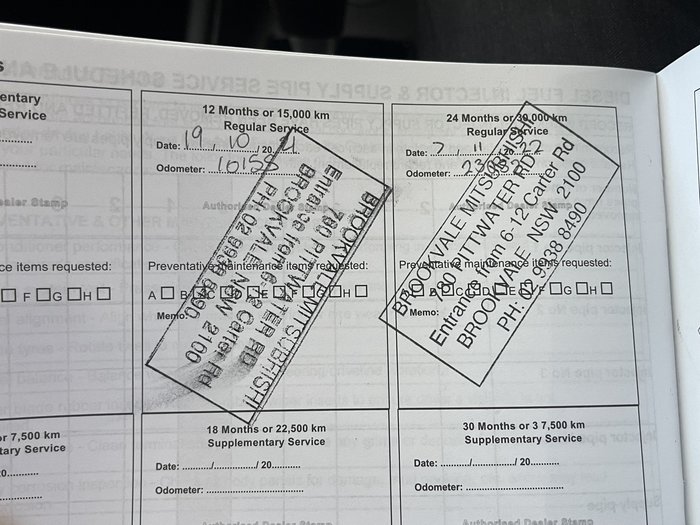 s
entary
Service
ce items requested:
F G H
r 7,500 km
tary Service
20
12 Months or 15,000 km
Regular Service
Date: 19, 10 / 20 21
Odometer: 10155
Preventative maintenance items requested:
A B H
Memo:
BROOKVALE MITSUBRISHI
780 PITTWATER RD
Entrance from 6-12 Carter Rd
BROOKVALE NSW 2100
PH: 02 9938 8490
24 Months or 30,000 km
Regular Service
Date: 7 / 11 / 2022
Odometer:
Preventative maintenance items requested:
A B C D E F G H
Memo:
BROOKVALE MITSUBISHI
780 PITTWATER RD
Entrance from 6-12 Carter Rd
BROOKVALE NSW 2100
PH: 02 9938 8490
18 Months or 22,500 km
Supplementary Service
Date: / / 20
Odometer:
30 Months or 3 7,500 km
Supplementary Service
Date: / / 20
Odometer: